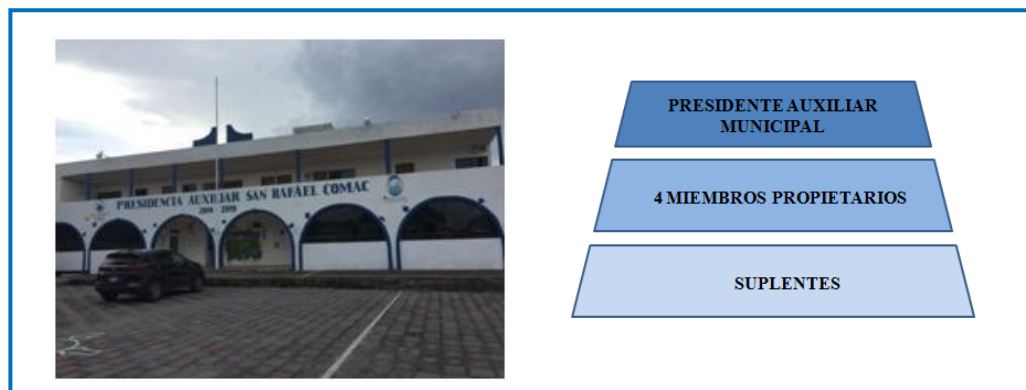 PRESIDENCIA AUXILIAR SAN RAFAEL COMAC
PRESIDENTE AUXILIAR
MUNICIPAL
4 MIEMBROS PROPIETARIOS
SUPLENTES